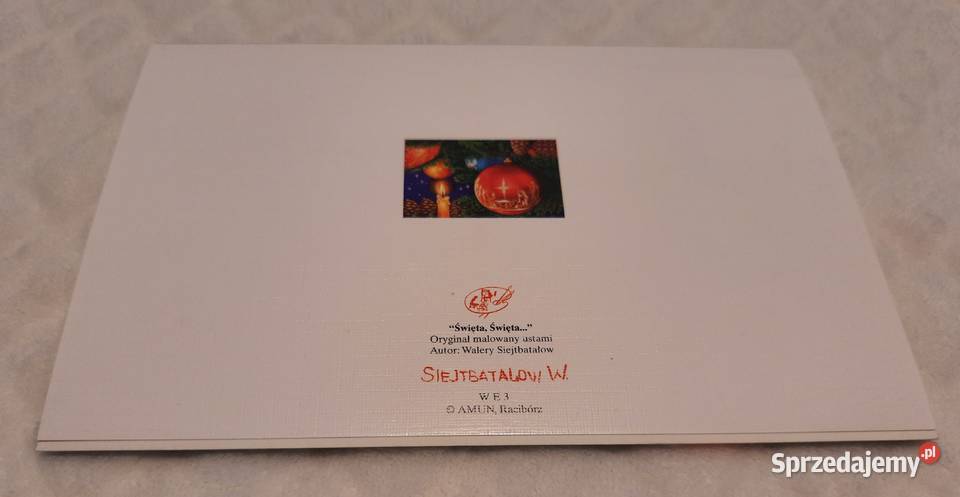 "Święta, Święta..."
Oryginał malowany ustami
Autor: Walery Siejtbatałow
SIEJTBATALOW W.
W E 3
© AMUN, Racibórz
Sprzedajemy.pl